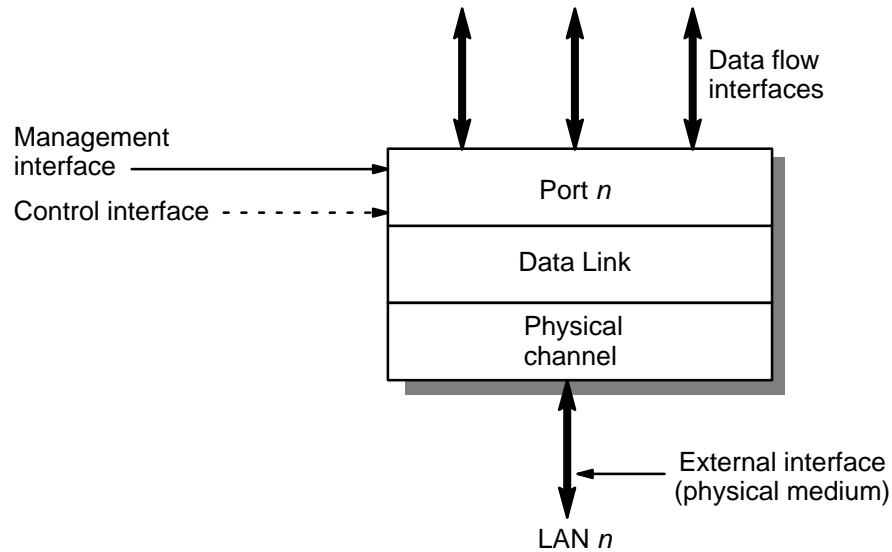 Data flow
interfaces
Management
interface
Port n
Control interface
Data Link
Physical
channel
External interface
(physical medium)
LAN n